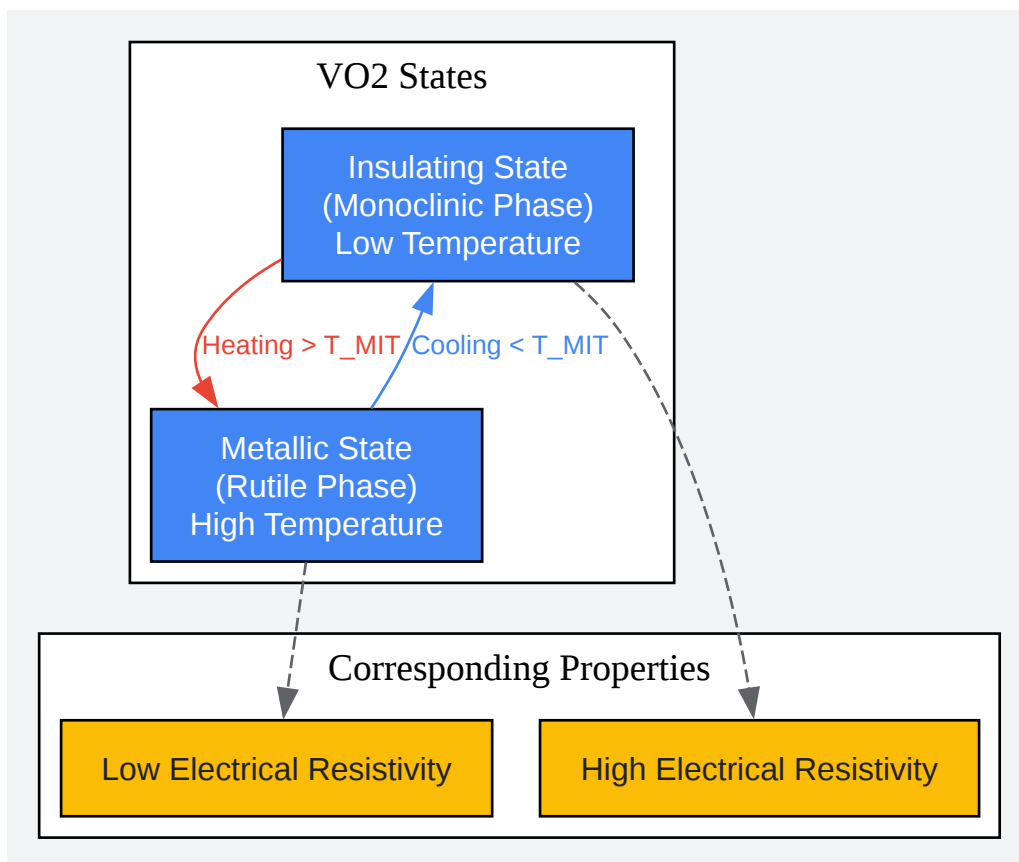 VO2 States
Insulating State
(Monoclinic Phase)
Low Temperature
Heating > T_MIT
Cooling < T_MIT
Metallic State
(Rutile Phase)
High Temperature
Corresponding Properties
Low Electrical Resistivity
High Electrical Resistivity